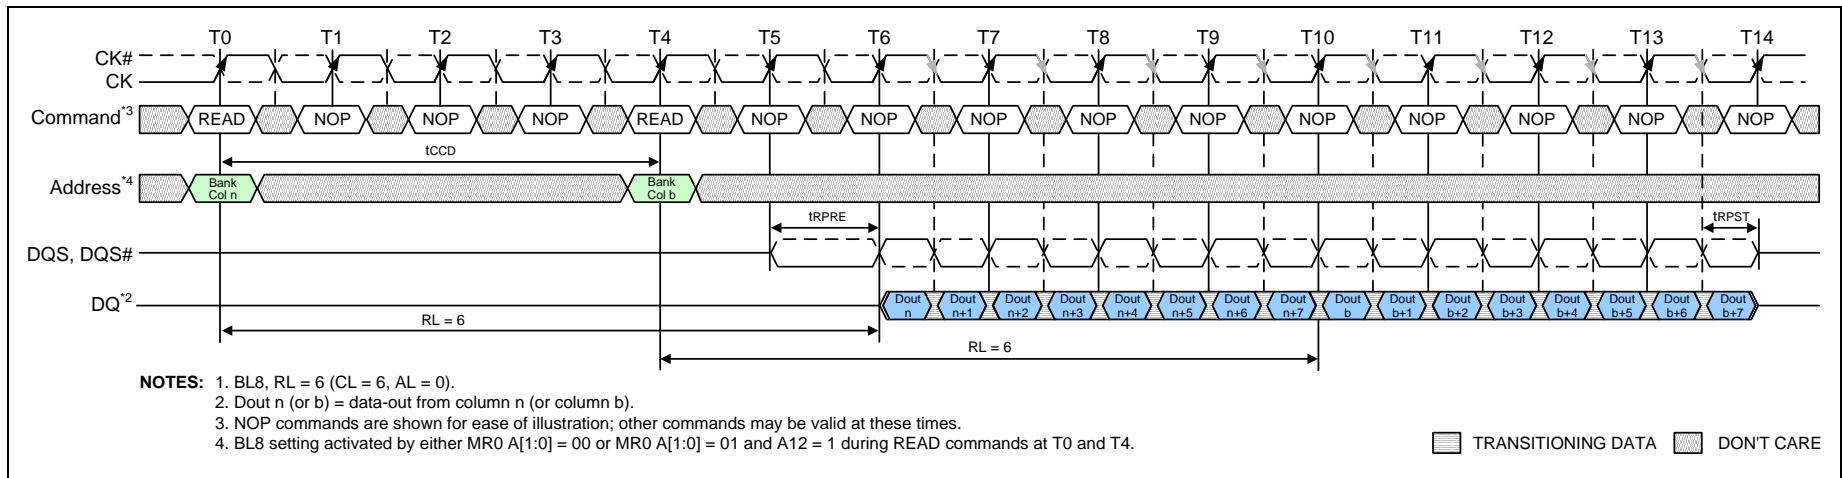 T0 T1 T2 T3 T4 T5 T6 T7 T8 T9 T10 T11 T12 T13 T14
CK#
CK
Command*3 READ NOP NOP NOP READ NOP NOP NOP NOP NOP NOP NOP NOP NOP NOP
tCCD
Address*4 Bank Col n Bank Col b
tRPRE tRPST
DQS, DQS#
DQ*2 Dout n Dout n+1 Dout n+2 Dout n+3 Dout n+4 Dout n+5 Dout n+6 Dout n+7 Dout b Dout b+1 Dout b+2 Dout b+3 Dout b+4 Dout b+5 Dout b+6 Dout b+7
RL = 6
RL = 6
NOTES: 1. BL8, RL = 6 (CL = 6, AL = 0).
2. Dout n (or b) = data-out from column n (or column b).
3. NOP commands are shown for ease of illustration; other commands may be valid at these times.
4. BL8 setting activated by either MR0 A[1:0] = 00 or MR0 A[1:0] = 01 and A12 = 1 during READ commands at T0 and T4.
TRANSITIONING DATA DON'T CARE